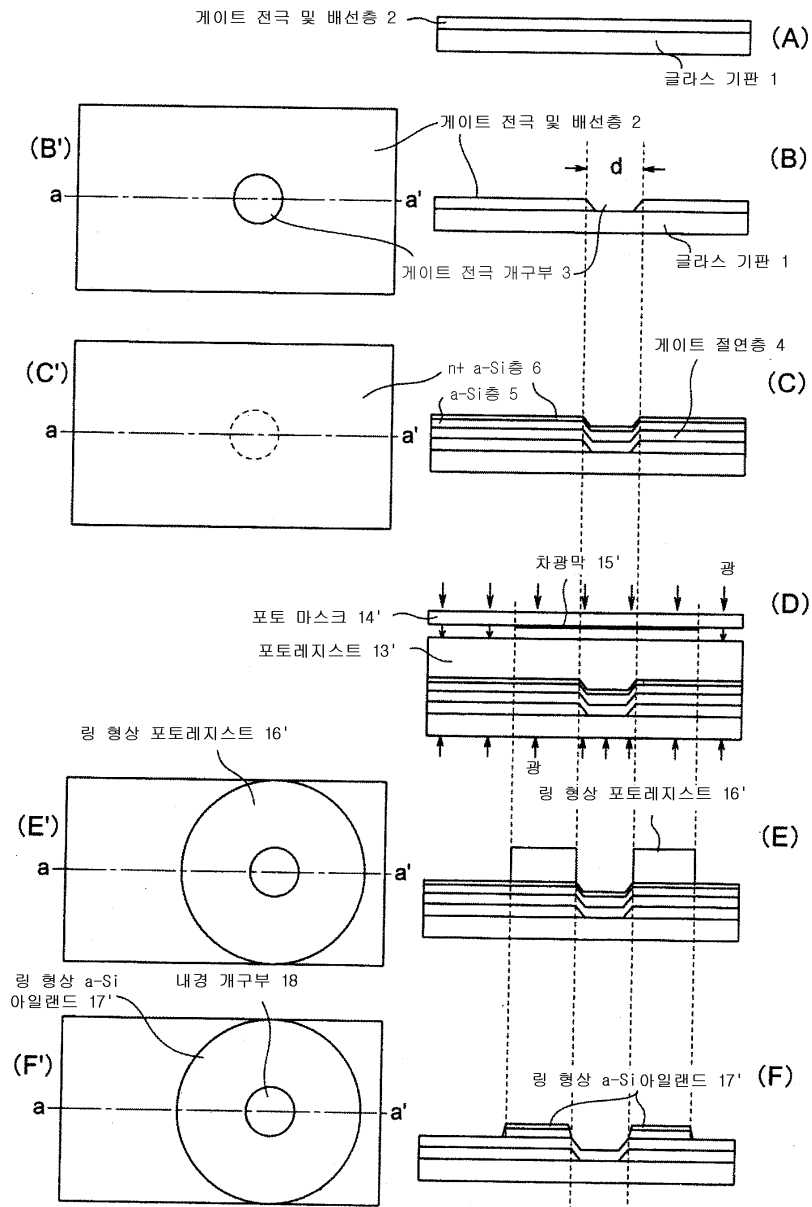 게이트 전극 및 배선층 2
(A)
글라스 기판 1
(B')
게이트 전극 및 배선층 2
(B)
d
a
a'
게이트 전극 개구부 3
글라스 기판 1
(C')
n+ a-Si층 6
a-Si층 5
게이트 절연층 4
(C)
a
a'
차광막 15'
광
(D)
포토 마스크 14'
포토레지스트 13'
링 형상 포토레지스트 16'
광
링 형상 포토레지스트 16'
(E')
(E)
a
a'
링 형상 a-Si
아일랜드 17'
내경 개구부 18
(F')
링 형상 a-Si아일랜드 17'
(F)
a
a'